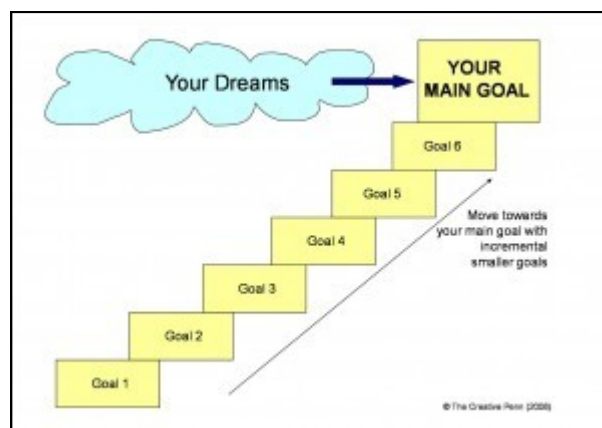 Your Dreams
YOUR
MAIN GOAL
Goal 6
Goal 5
Goal 4
Goal 3
Goal 2
Goal 1
Move towards
your main goal with
incremental
smaller goals
© The Creative Penn (2008)